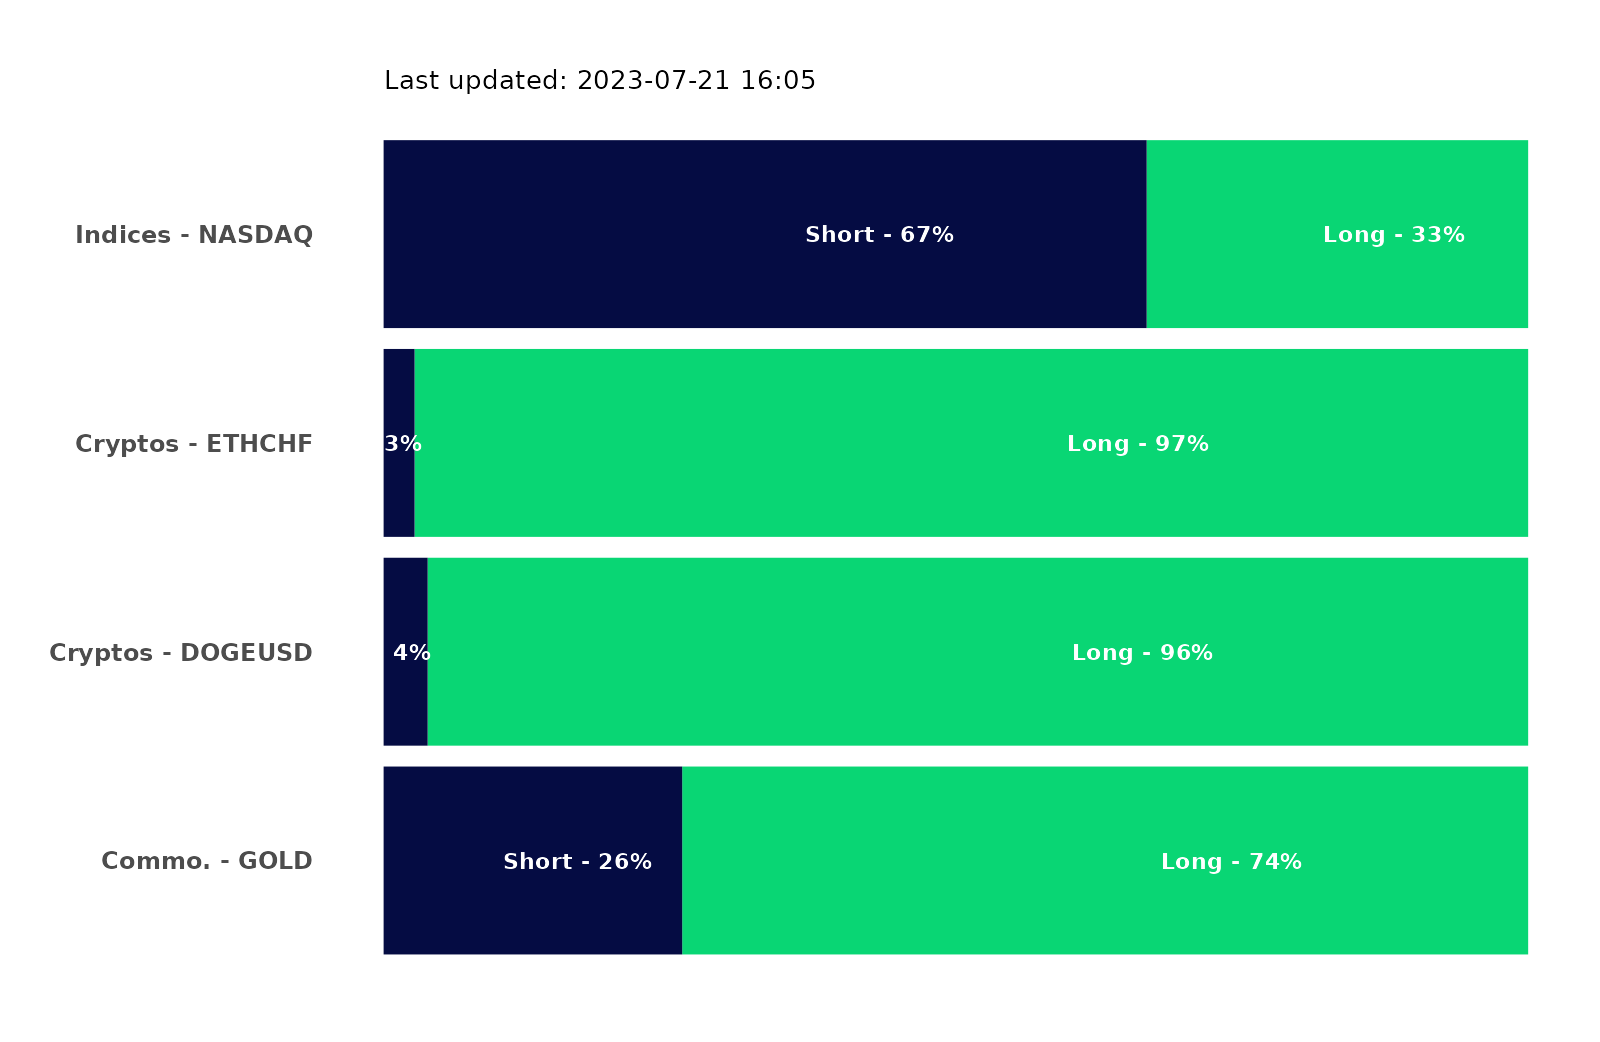 Last updated: 2023-07-21 16:05
Indices - NASDAQ Short - 67% Long - 33%
Cryptos - ETHCHF 3% Long - 97%
Cryptos - DOGEUSD 4% Long - 96%
Commo. - GOLD Short - 26% Long - 74%